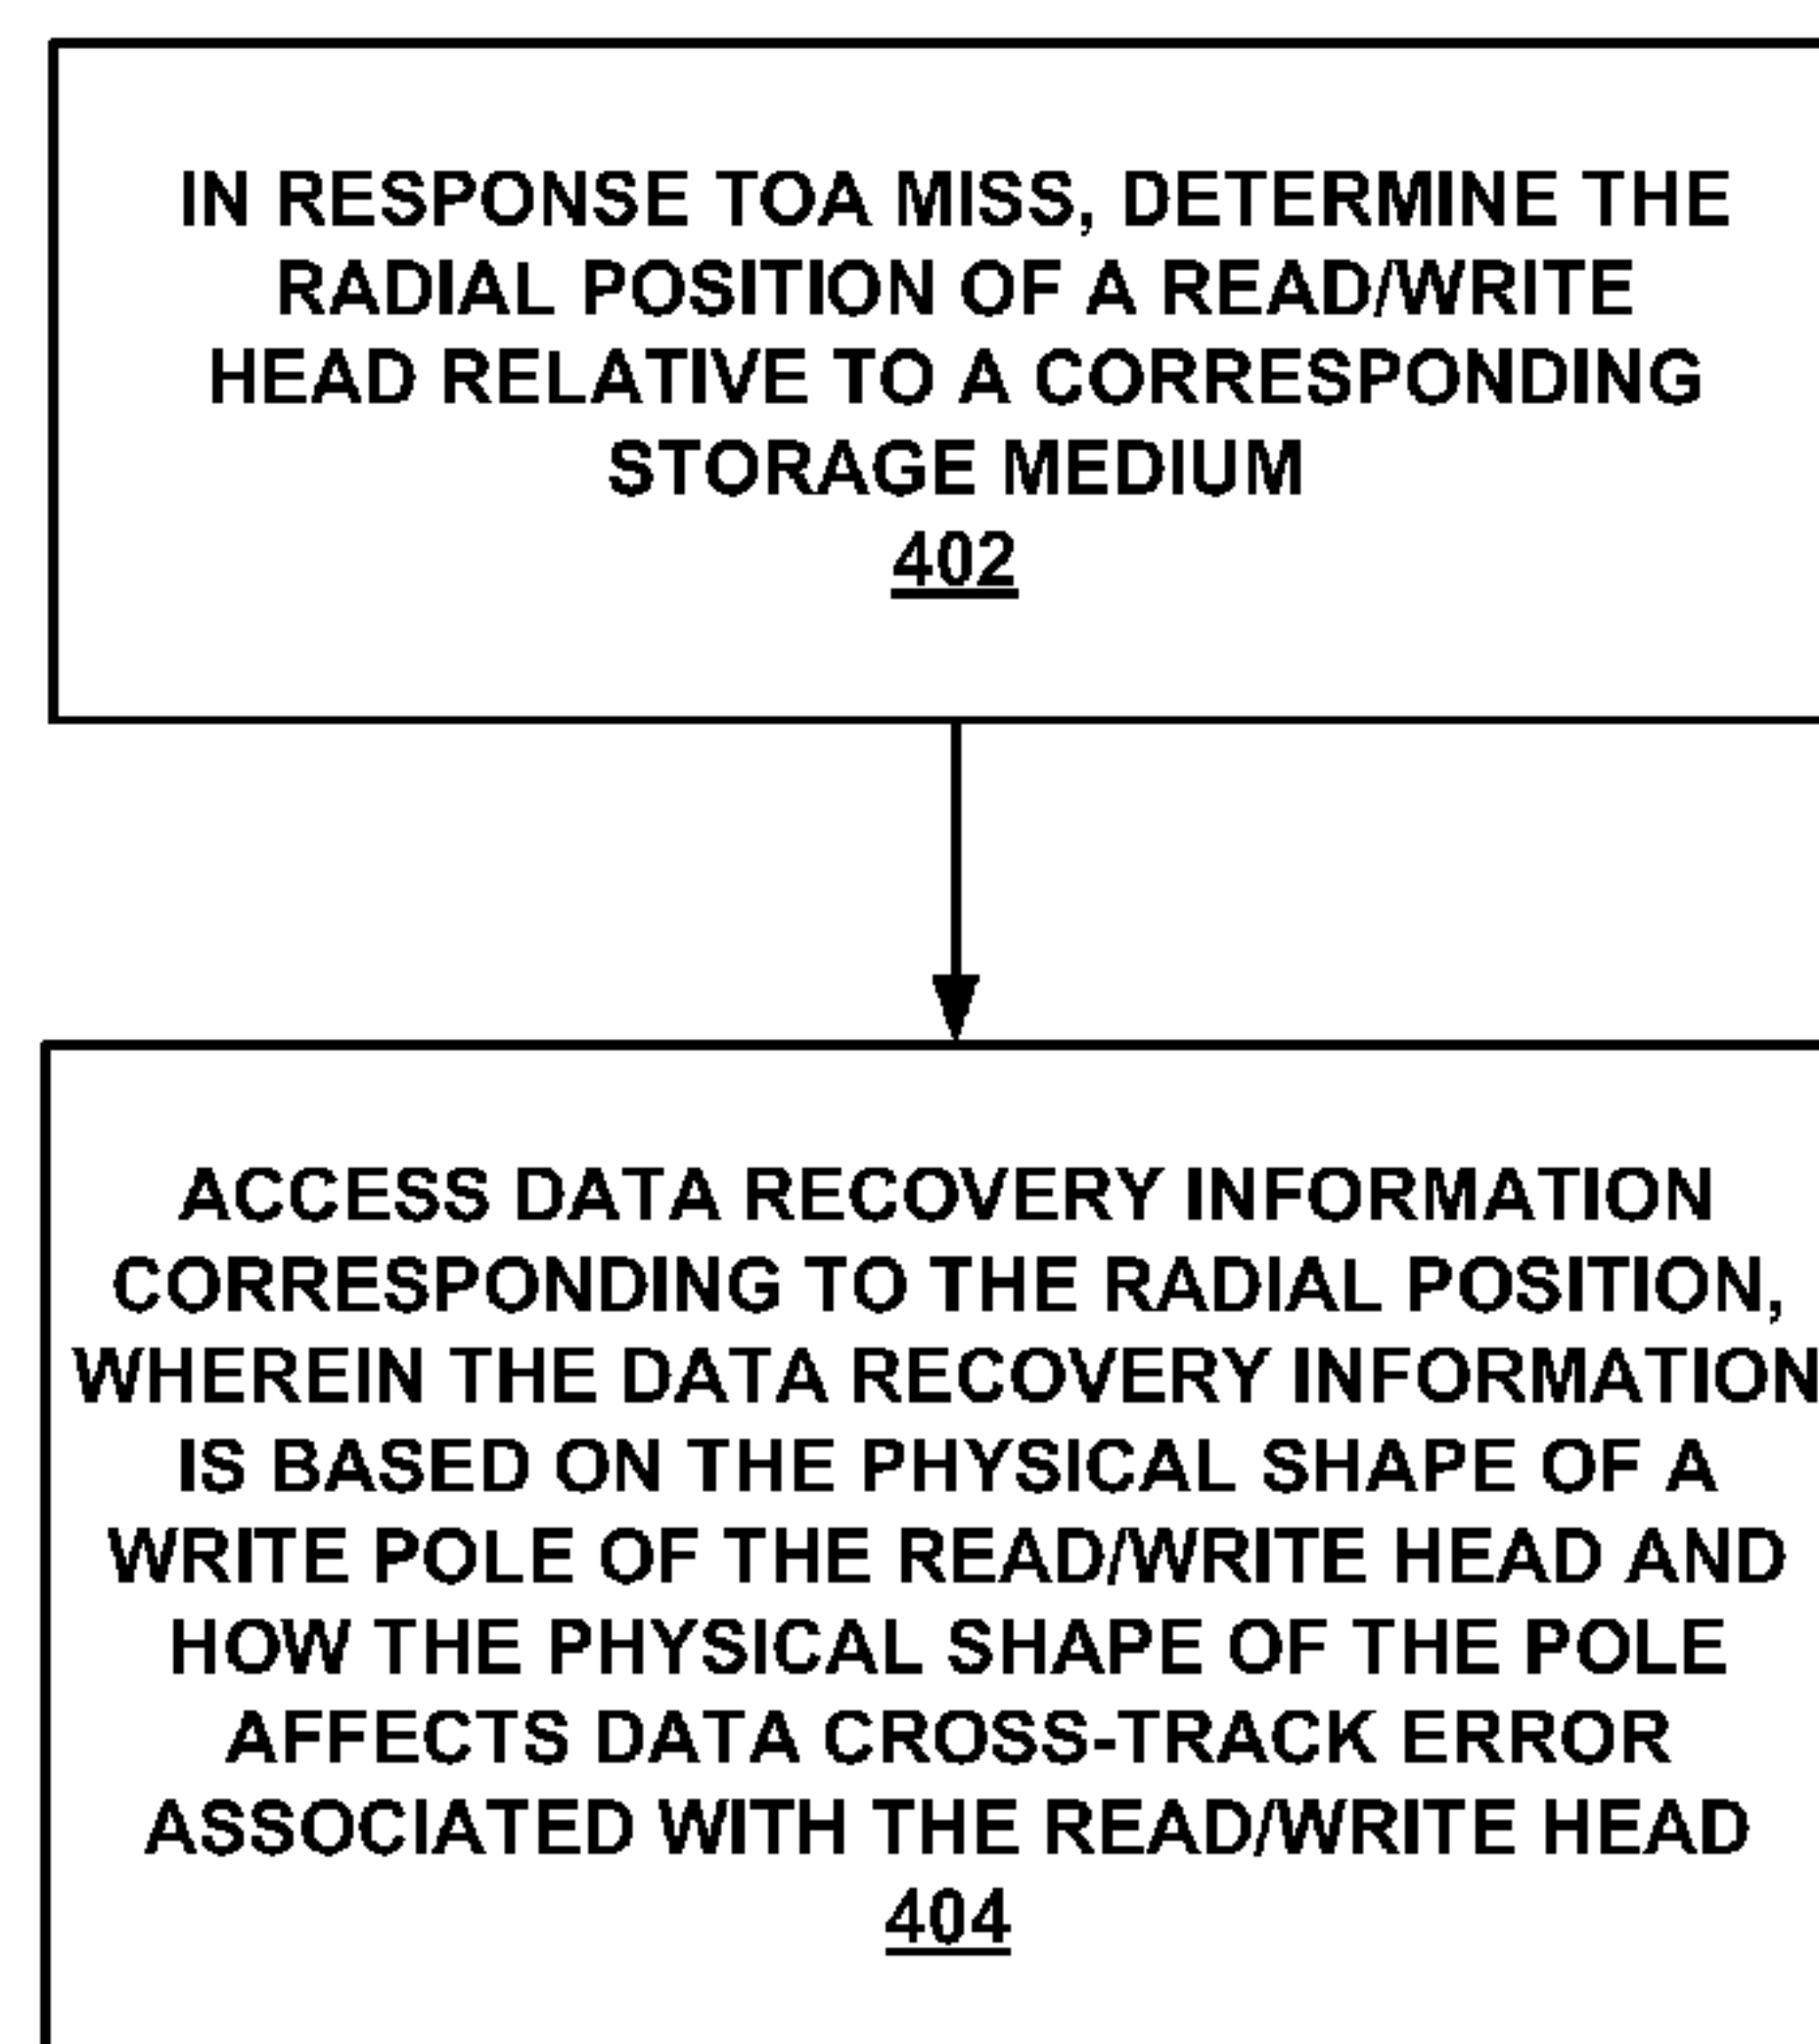 IN RESPONSE TOA MISS, DETERMINE THE
RADIAL POSITION OF A READ/WRITE
HEAD RELATIVE TO A CORRESPONDING
STORAGE MEDIUM
402
ACCESS DATA RECOVERY INFORMATION
CORRESPONDING TO THE RADIAL POSITION,
WHEREIN THE DATA RECOVERY INFORMATION
IS BASED ON THE PHYSICAL SHAPE OF A
WRITE POLE OF THE READ/WRITE HEAD AND
HOW THE PHYSICAL SHAPE OF THE POLE
AFFECTS DATA CROSS-TRACK ERROR
ASSOCIATED WITH THE READ/WRITE HEAD
404